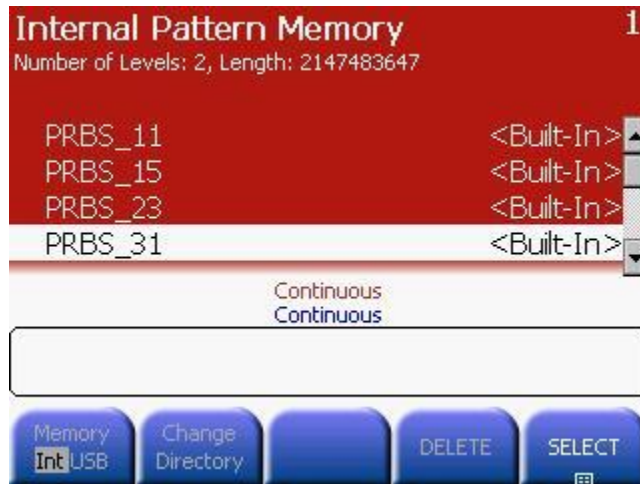 Internal Pattern Memory 1
Number of Levels: 2, Length: 2147483647
PRBS_11 <Built-In>
PRBS_15 <Built-In>
PRBS_23 <Built-In>
PRBS_31 <Built-In>
Continuous
Continuous
Memory
Int USB
Change
Directory
DELETE
SELECT